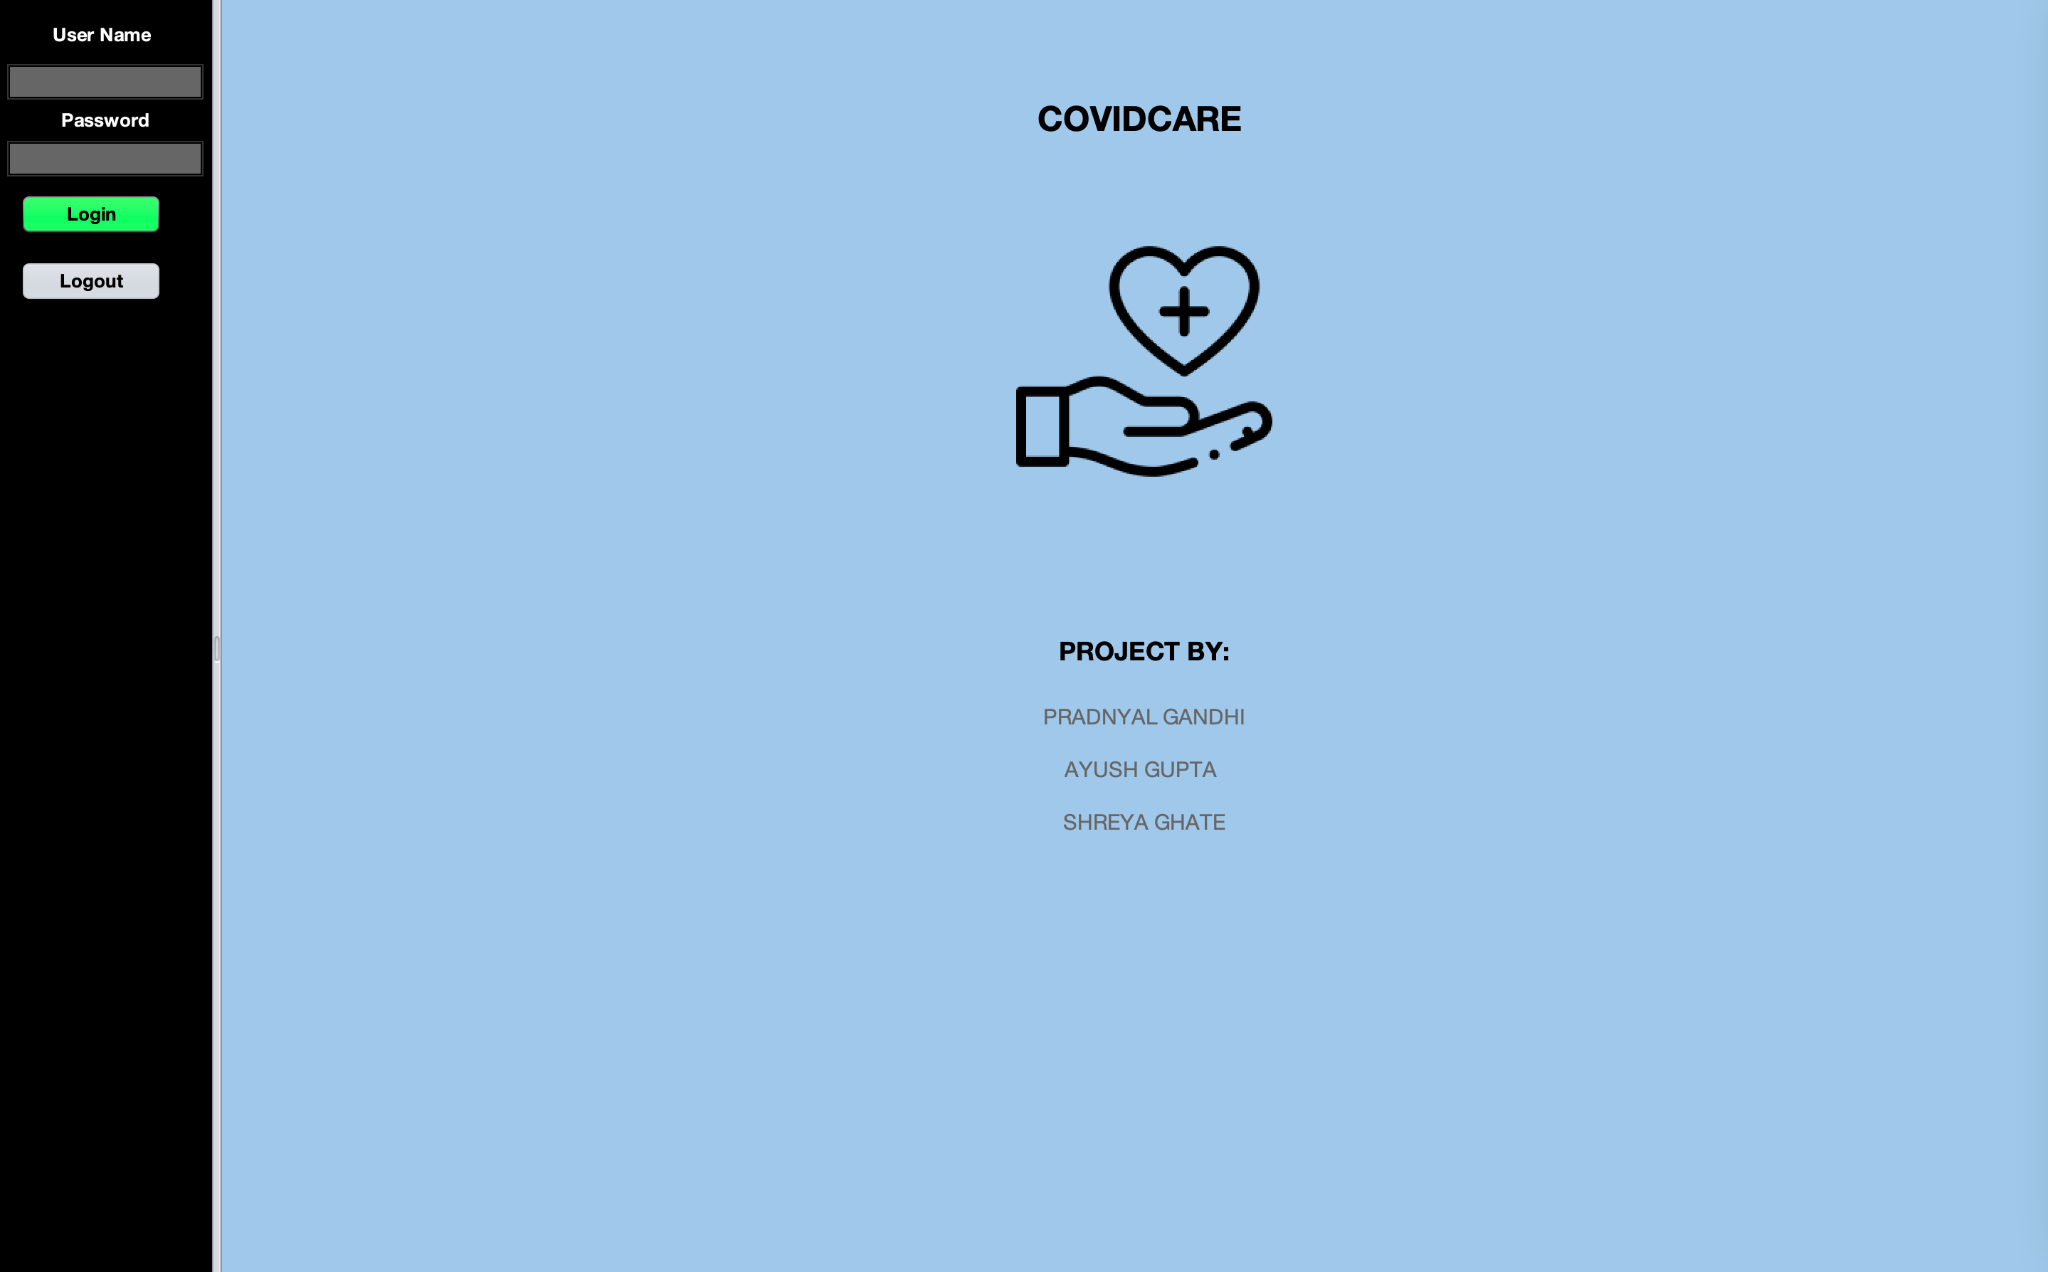 User Name
Password
Login
Logout
COVIDCARE
PROJECT BY:
PRADNYAL GANDHI
AYUSH GUPTA
SHREYA GHATE